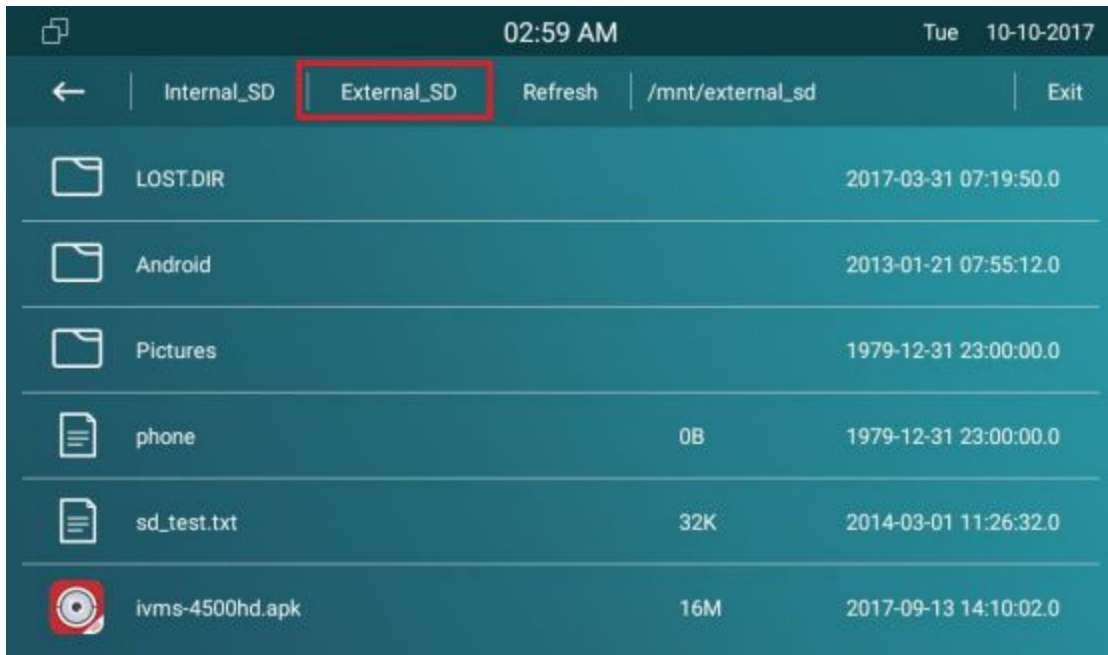 02:59 AM Tue 10-10-2017
Internal_SD External_SD Refresh /mnt/external_sd Exit
LOST.DIR 2017-03-31 07:19:50.0
Android 2013-01-21 07:55:12.0
Pictures 1979-12-31 23:00:00.0
phone 0B 1979-12-31 23:00:00.0
sd_test.txt 32K 2014-03-01 11:26:32.0
ivms-4500hd.apk 16M 2017-09-13 14:10:02.0